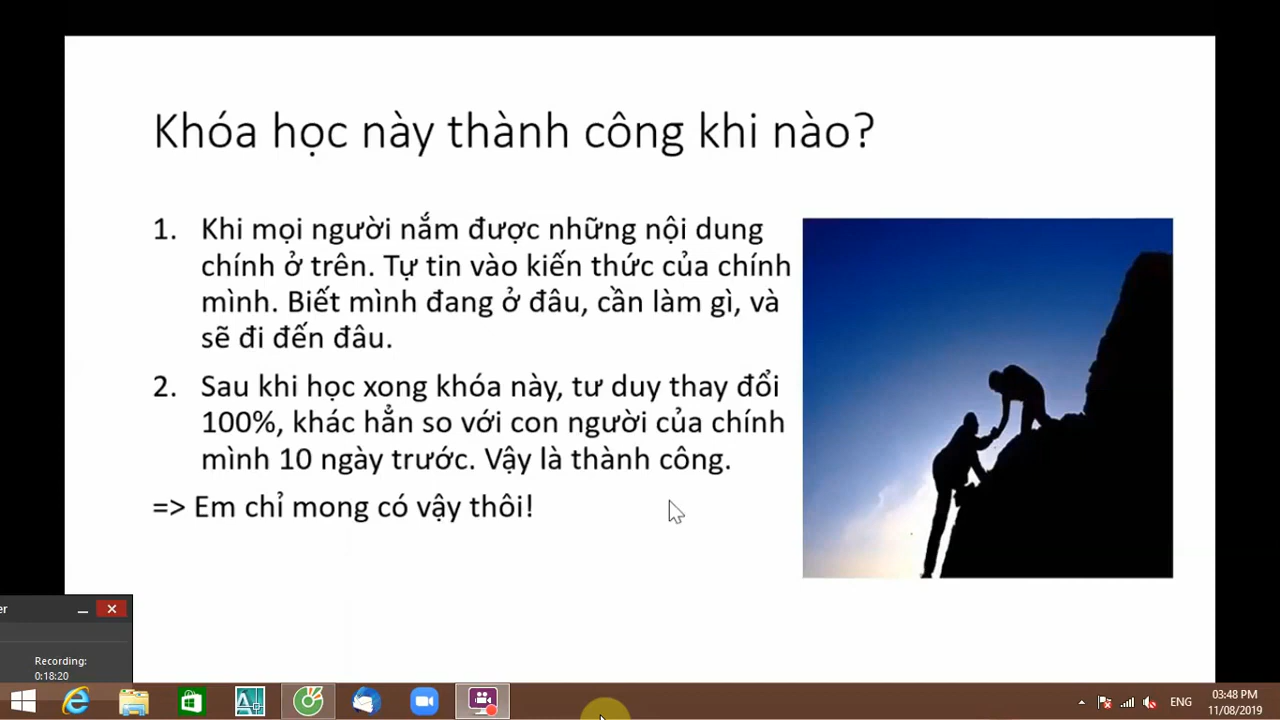 Khóa học này thành công khi nào?
1. Khi mọi người nắm được những nội dung
chính ở trên. Tự tin vào kiến thức của chính
mình. Biết mình đang ở đâu, cần làm gì, và
sẽ đi đến đâu.
2. Sau khi học xong khóa này, tư duy thay đổi
100%, khác hẳn so với con người của chính
mình 10 ngày trước. Vậy là thành công.
=> Em chỉ mong có vậy thôi!
er
Recording:
0:18:20
ENG
03:48 PM
11/08/2019